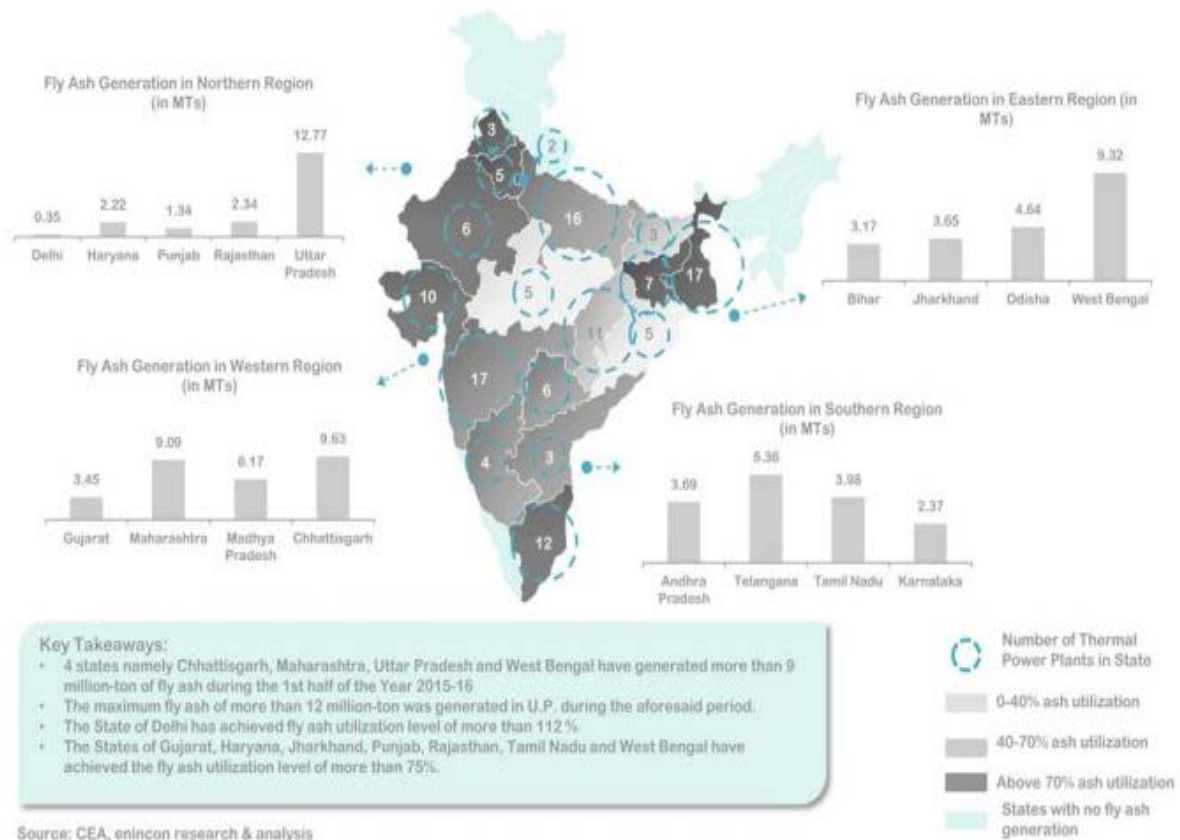 Fly Ash Generation in Northern Region
(in MTs)
12.77
0.35
2.22
1.34
2.34
Delhi
Haryana
Punjab
Rajasthan
Uttar
Pradesh
Fly Ash Generation in Eastern Region (in
MTs)
9.32
3.17
3.65
4.64
Bihar
Jharkhand
Odisha
West Bengal
3
2
5
6
16
3
10
5
7
17
11
5
17
6
4
3
12
Fly Ash Generation in Western Region
(in MTs)
3.45
9.09
6.17
9.63
Gujarat
Maharashtra
Madhya
Pradesh
Chhattisgarh
Fly Ash Generation in Southern Region
(in MTs)
3.69
5.36
3.98
2.37
Andhra
Pradesh
Telangana
Tamil Nadu
Karnataka
Key Takeaways:
• 4 states namely Chhattisgarh, Maharashtra, Uttar Pradesh and West Bengal have generated more than 9
million-ton of fly ash during the 1st half of the Year 2015-16
• The maximum fly ash of more than 12 million-ton was generated in U.P. during the aforesaid period.
• The State of Delhi has achieved fly ash utilization level of more than 112 %
• The States of Gujarat, Haryana, Jharkhand, Punjab, Rajasthan, Tamil Nadu and West Bengal have
achieved the fly ash utilization level of more than 75%.
Number of Thermal
Power Plants in State
0-40% ash utilization
40-70% ash utilization
Above 70% ash utilization
States with no fly ash
generation
Source: CEA, enincon research & analysis